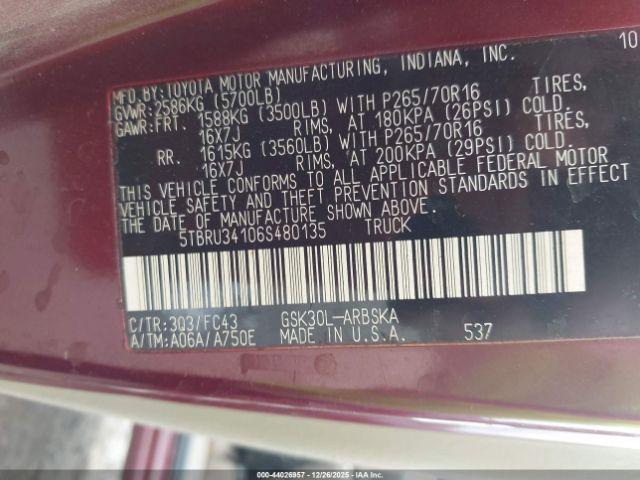 MFD.BY:TOYOTA MOTOR MANUFACTURING, INDIANA, INC. 10
GVWR:2586KG (5700LB)
GAWR:FRT. 1588KG (3500LB) WITH P265/70R16 TIRES,
16X7J RIMS, AT 180KPA (26PSI) COLD.
RR. 1615KG (3560LB) WITH P265/70R16 TIRES,
16X7J RIMS, AT 200KPA (29PSI) COLD.
THIS VEHICLE CONFORMS TO ALL APPLICABLE FEDERAL MOTOR
VEHICLE SAFETY AND THEFT PREVENTION STANDARDS IN EFFECT
THE DATE OF MANUFACTURE SHOWN ABOVE.
5TBRU34106S480135 TRUCK
C/TR:3Q3/FC43 GSK30L-ARBSKA
A/TM:A06A/A750E MADE IN U.S.A. 537
500 - 44026957 - 12/26/2025 - IAA Inc.